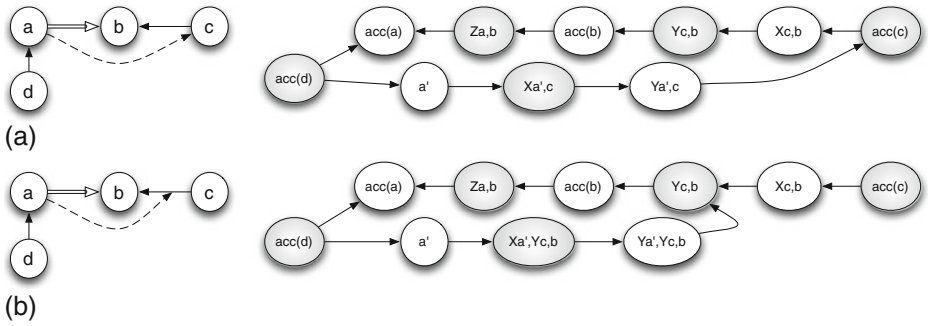 a b c
acc(a) Za,b acc(b) Yc,b Xc,b acc(c)
acc(d)
d
a' Xa',c Ya',c
(a)
a b c
acc(a) Za,b acc(b) Yc,b Xc,b acc(c)
d
acc(d) a' Xa',Yc,b Ya',Yc,b
(b)